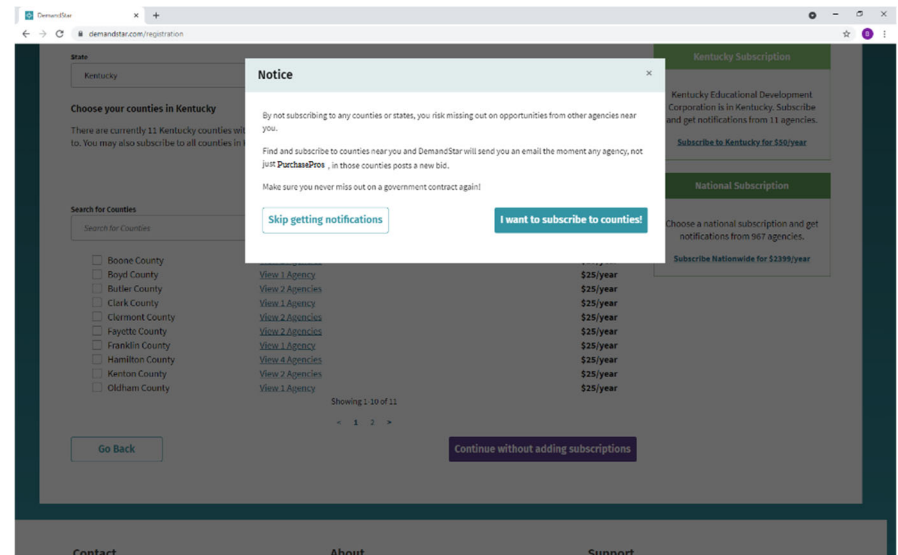 DemandStar
demandstar.com/registration
State
Kentucky
Choose your counties in Kentucky
There are currently 11 Kentucky counties wit
to. You may also subscribe to all counties in
Search for Counties
Search for Counties
Notice
×
By not subscribing to any counties or states, you risk missing out on opportunities from other agencies near
you.
Find and subscribe to counties near you and DemandStar will send you an email the moment any agency, not
just PurchasePros , in those counties posts a new bid.
Make sure you never miss out on a government contract again!
Skip getting notifications
I want to subscribe to counties!
Kentucky Subscription
Kentucky Educational Development
Corporation is in Kentucky. Subscribe
and get notifications from 11 agencies.
Subscribe to Kentucky for $50/year
National Subscription
Choose a national subscription and get
notifications from 967 agencies.
Subscribe Nationwide for $2399/year
Boone County
Boyd County View 1 Agency $25/year
Butler County View 2 Agencies $25/year
Clark County View 1 Agency $25/year
Clermont County View 2 Agencies $25/year
Fayette County View 2 Agencies $25/year
Franklin County View 1 Agency $25/year
Hamilton County View 4 Agencies $25/year
Kenton County View 2 Agencies $25/year
Oldham County View 1 Agency $25/year
Showing 1-10 of 11
< 1 2 >
Go Back
Continue without adding subscriptions
Contact About Support